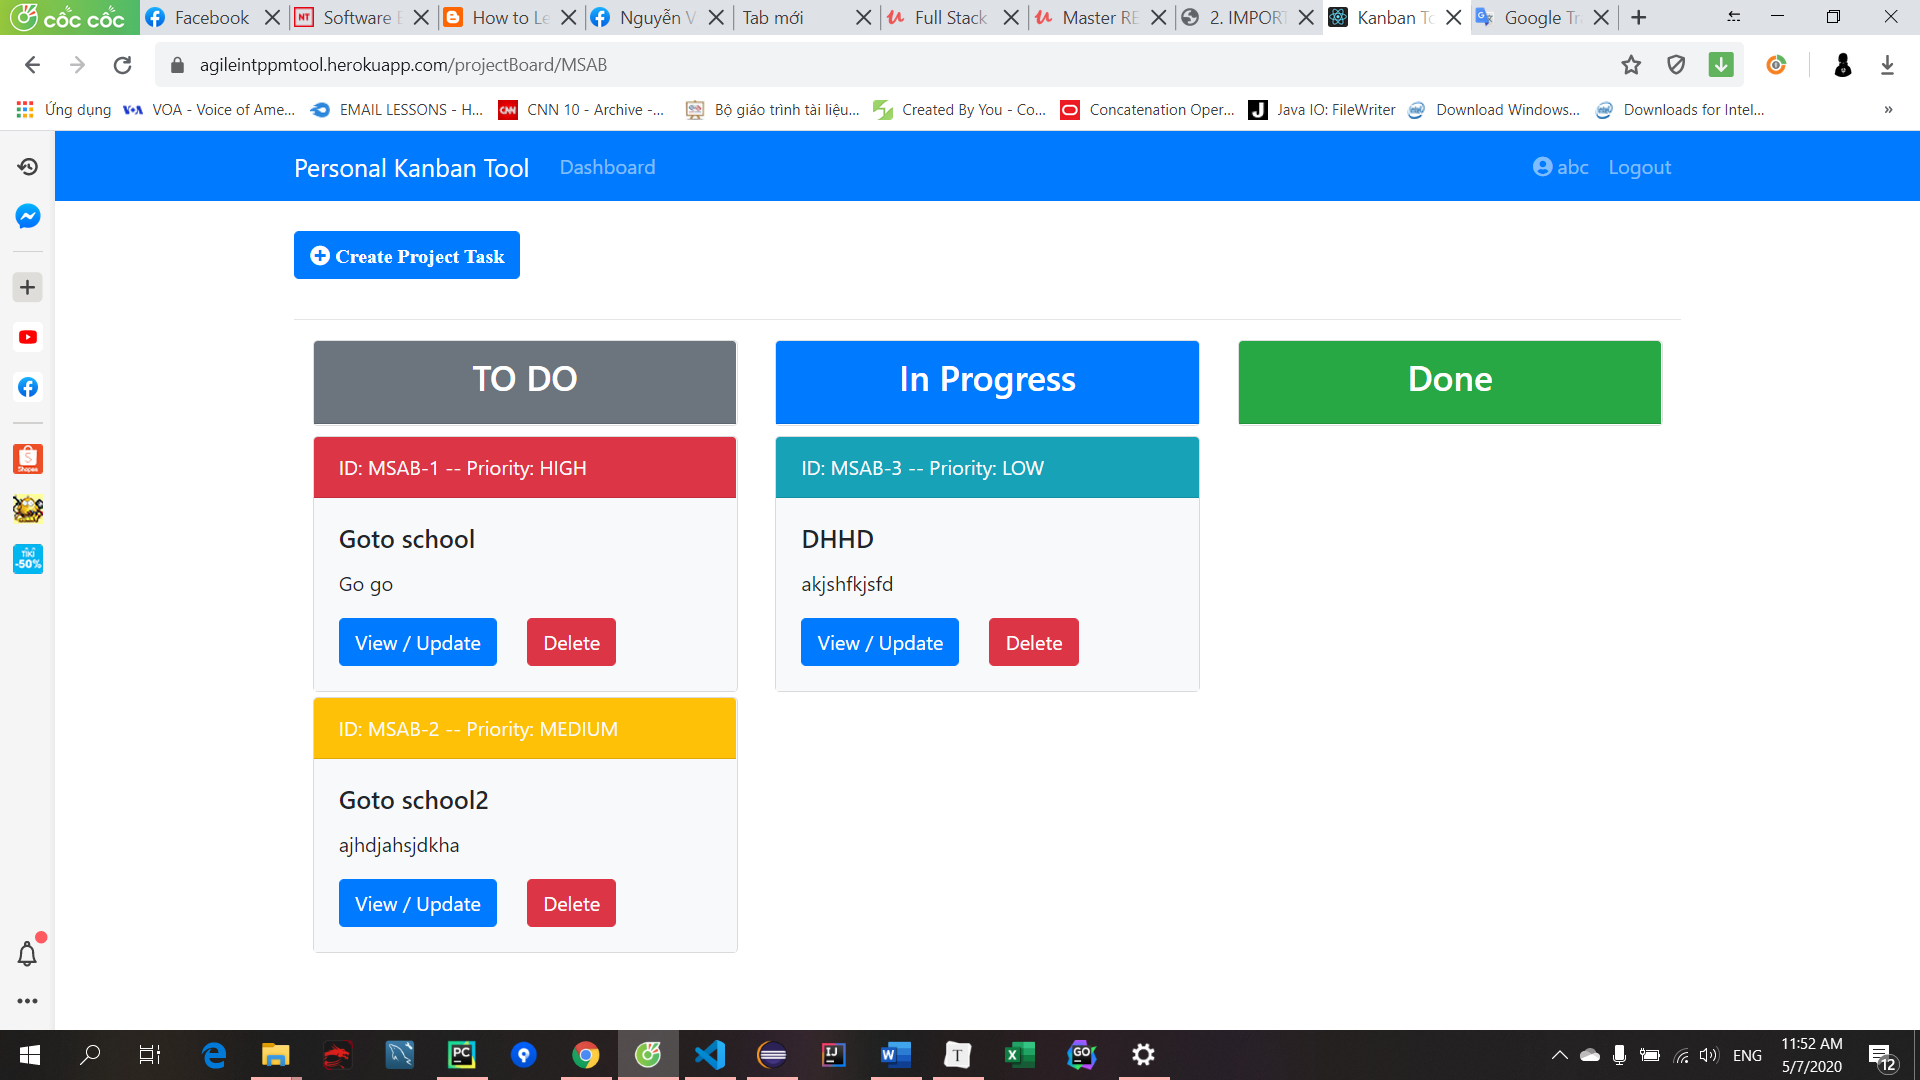 cốc cốc
Facebook
Software E
How to Le
Nguyễn V
Tab mới
Full Stack
Master RE
2. IMPORT
Kanban To
Google Tra
agileintppmtool.herokuapp.com/projectBoard/MSAB
Ứng dụng
VOA - Voice of Ame...
EMAIL LESSONS - H...
CNN 10 - Archive -...
Bộ giáo trình tài liệu...
Created By You - Co...
Concatenation Oper...
Java IO: FileWriter
Download Windows...
Downloads for Intel...
»
Personal Kanban Tool
Dashboard
abc
Logout
Create Project Task
TO DO
In Progress
Done
ID: MSAB-1 -- Priority: HIGH
Goto school
Go go
View / Update
Delete
ID: MSAB-3 -- Priority: LOW
DHHD
akjshfkjsfd
View / Update
Delete
ID: MSAB-2 -- Priority: MEDIUM
Goto school2
ajhdjahsjdkha
View / Update
Delete
Shopee
TIKI
-50%
ENG
11:52 AM
5/7/2020
12